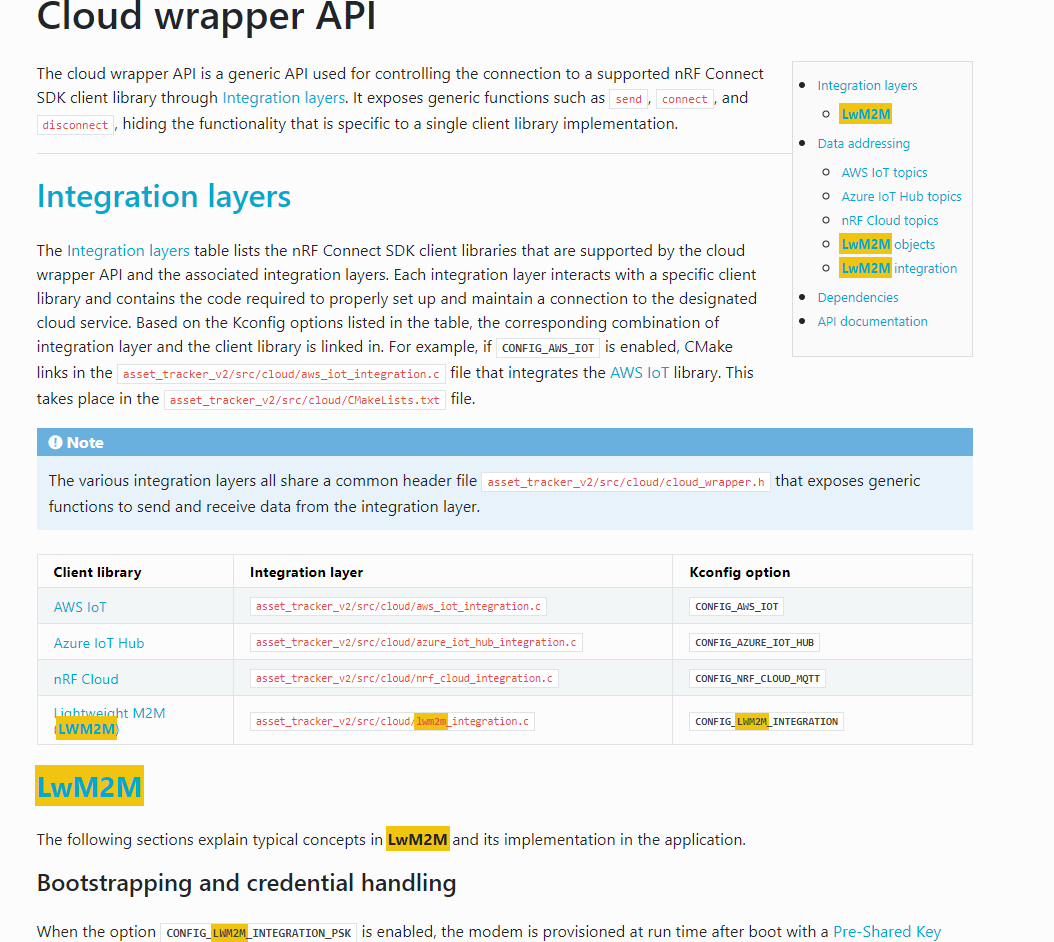 Cloud wrapper API
The cloud wrapper API is a generic API used for controlling the connection to a supported nRF Connect
SDK client library through Integration layers. It exposes generic functions such as send, connect, and
disconnect, hiding the functionality that is specific to a single client library implementation.
Integration layers
LwM2M
Data addressing
AWS IoT topics
Azure IoT Hub topics
nRF Cloud topics
LwM2M objects
LwM2M integration
Dependencies
API documentation
Integration layers
The Integration layers table lists the nRF Connect SDK client libraries that are supported by the cloud
wrapper API and the associated integration layers. Each integration layer interacts with a specific client
library and contains the code required to properly set up and maintain a connection to the designated
cloud service. Based on the Kconfig options listed in the table, the corresponding combination of
integration layer and the client library is linked in. For example, if CONFIG_AWS_IOT is enabled, CMake
links in the asset_tracker_v2/src/cloud/aws_iot_integration.c file that integrates the AWS IoT library. This
takes place in the asset_tracker_v2/src/cloud/CMakeLists.txt file.
Note
The various integration layers all share a common header file asset_tracker_v2/src/cloud/cloud_wrapper.h that exposes generic
functions to send and receive data from the integration layer.
Client library Integration layer Kconfig option
AWS IoT asset_tracker_v2/src/cloud/aws_iot_integration.c CONFIG_AWS_IOT
Azure IoT Hub asset_tracker_v2/src/cloud/azure_iot_hub_integration.c CONFIG_AZURE_IOT_HUB
nRF Cloud asset_tracker_v2/src/cloud/nrf_cloud_integration.c CONFIG_NRF_CLOUD_MQTT
Lightweight M2M
(LWM2M) asset_tracker_v2/src/cloud/lwm2m_integration.c CONFIG_LWM2M_INTEGRATION
LwM2M
The following sections explain typical concepts in LwM2M and its implementation in the application.
Bootstrapping and credential handling
When the option CONFIG_LWM2M_INTEGRATION_PSK is enabled, the modem is provisioned at run time after boot with a Pre-Shared Key